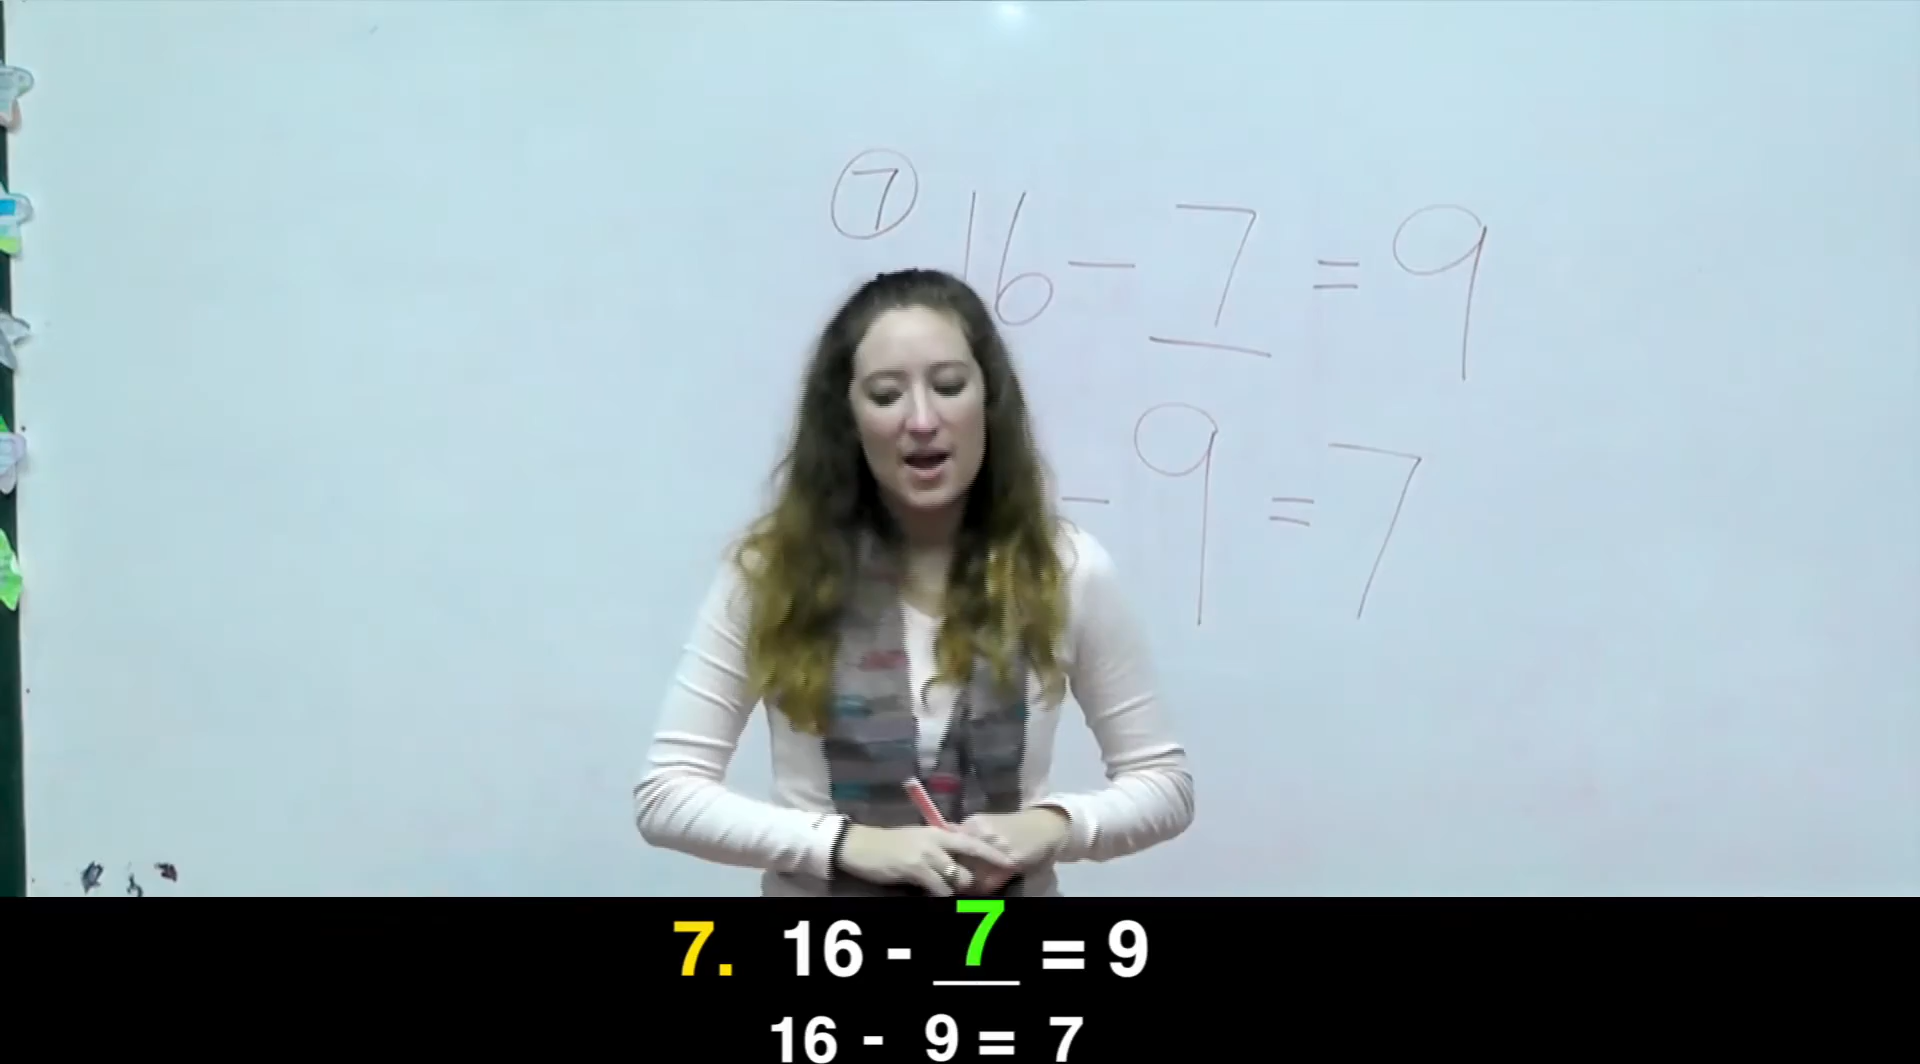 ⑦ 16 - 7 = 9
- 9 = 7
7. 16 - 7 = 9
16 - 9 = 7